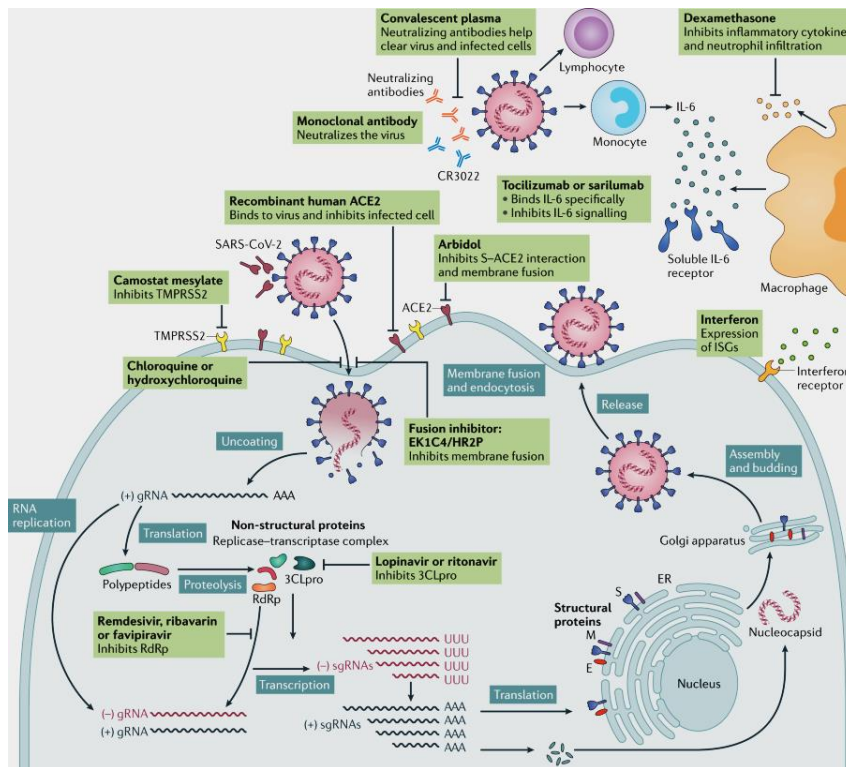 Convalescent plasma
Neutralizing antibodies help
clear virus and infected cells
Dexamethasone
Inhibits inflammatory cytokine
and neutrophil infiltration
Lymphocyte
Neutralizing
antibodies
Monoclonal antibody
Neutralizes the virus
CR3022
Monocyte
IL-6
Tocilizumab or sarilumab
• Binds IL-6 specifically
• Inhibits IL-6 signalling
Soluble IL-6
receptor
Macrophage
Recombinant human ACE2
Binds to virus and inhibits infected cell
SARS-CoV-2
Arbidol
Inhibits S–ACE2 interaction
and membrane fusion
Camostat mesylate
Inhibits TMPRSS2
ACE2
TMPRSS2
Interferon
Expression
of ISGs
Interferon
receptor
Chloroquine or
hydroxychloroquine
Membrane fusion
and endocytosis
Fusion inhibitor:
EK1C4/HR2P
Inhibits membrane fusion
Release
Uncoating
Assembly
and budding
RNA
replication
(+) gRNA
AAA
Translation
Non-structural proteins
Replicase–transcriptase complex
Golgi apparatus
Polypeptides
Proteolysis
3CLpro
RdRp
Lopinavir or ritonavir
Inhibits 3CLpro
ER
S
Structural
proteins
M
E
Nucleocapsid
Nucleus
Remdesivir, ribavarin
or favipiravir
Inhibits RdRp
Transcription
UUU
(–) sgRNAs
UUU
UUU
UUU
Translation
(–) gRNA
(+) gRNA
AAA
(+) sgRNAs
AAA
AAA
AAA